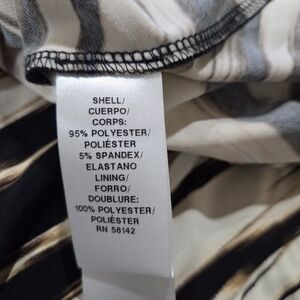 SHELL/
CUERPO/
CORPS:
95% POLYESTER/
POLIÉSTER
5% SPANDEX/
ELASTANO
LINING/
FORRO/
DOUBLURE:
100% POLYESTER/
POLIÉSTER
RN 56142